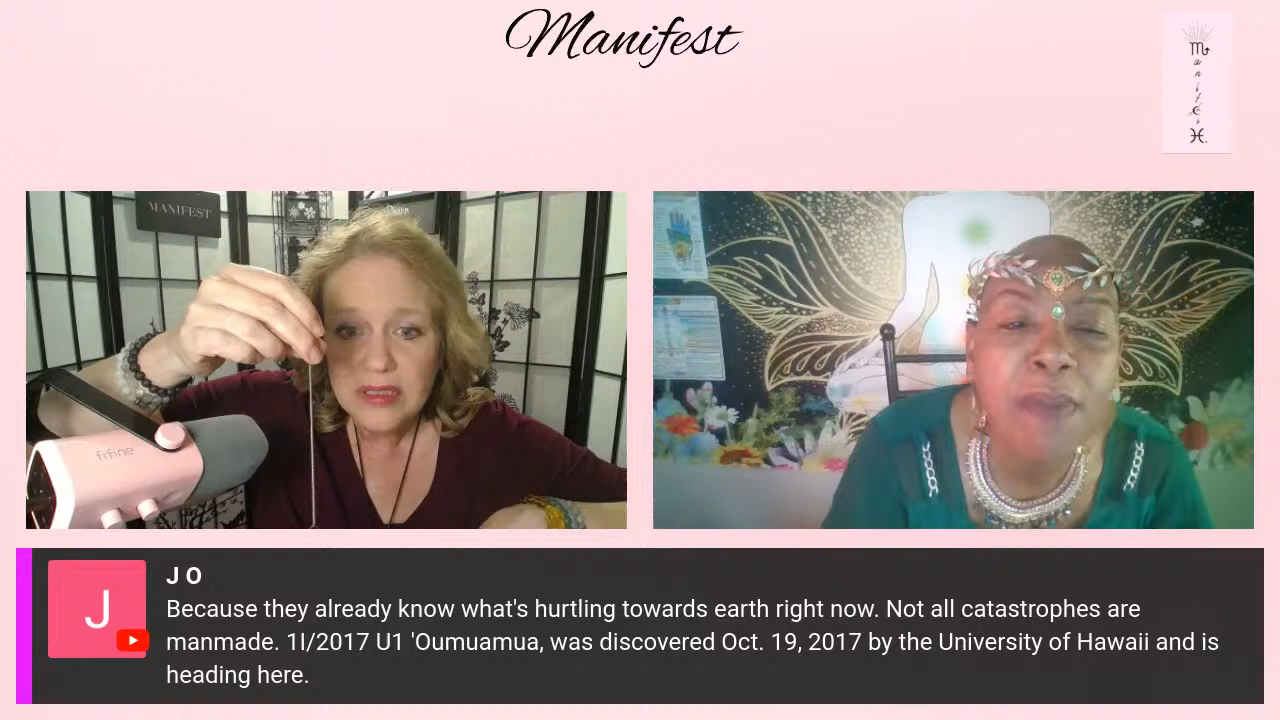 Manifest
MANIFEST
fifine
J
J O
Because they already know what's hurtling towards earth right now. Not all catastrophes are
manmade. 1I/2017 U1 'Oumuamua, was discovered Oct. 19, 2017 by the University of Hawaii and is
heading here.